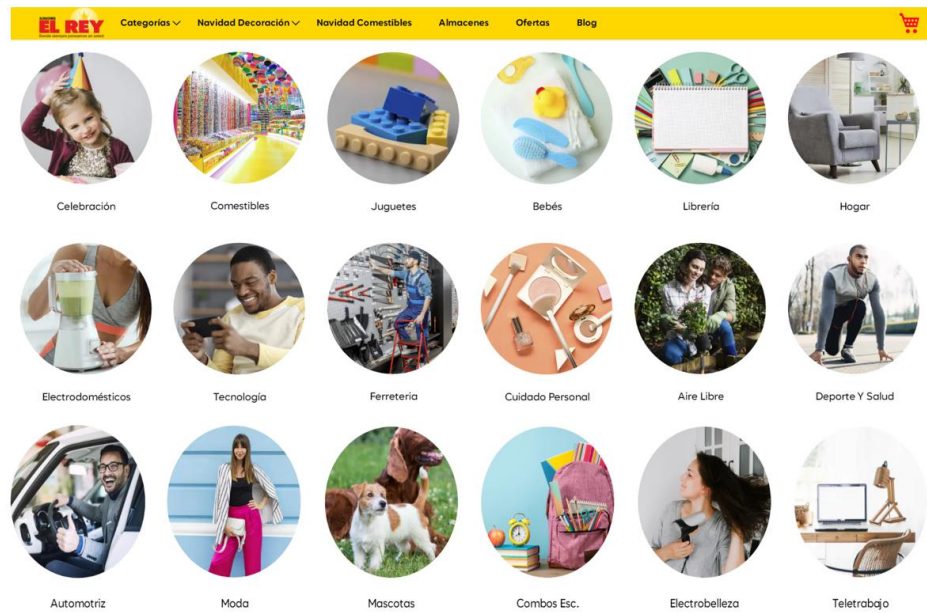 EL REY
Categorías
Navidad Decoración
Navidad Comestibles
Almacenes
Ofertas
Blog
Celebración
Comestibles
Juguetes
Bebés
Librería
Hogar
Electrodomésticos
Tecnología
Ferreteria
Cuidado Personal
Aire Libre
Deporte Y Salud
Automotriz
Moda
Mascotas
Combos Esc.
Electrobelleza
Teletrabajo